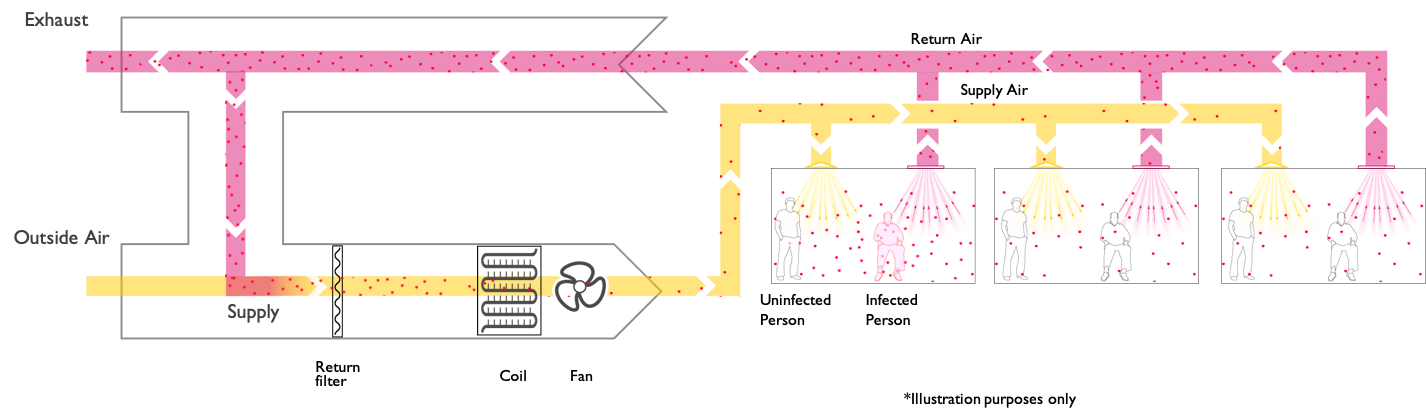 Exhaust
Return Air
Supply Air
Outside Air
Supply
Uninfected
Person
Infected
Person
Return
filter
Coil
Fan
*Illustration purposes only